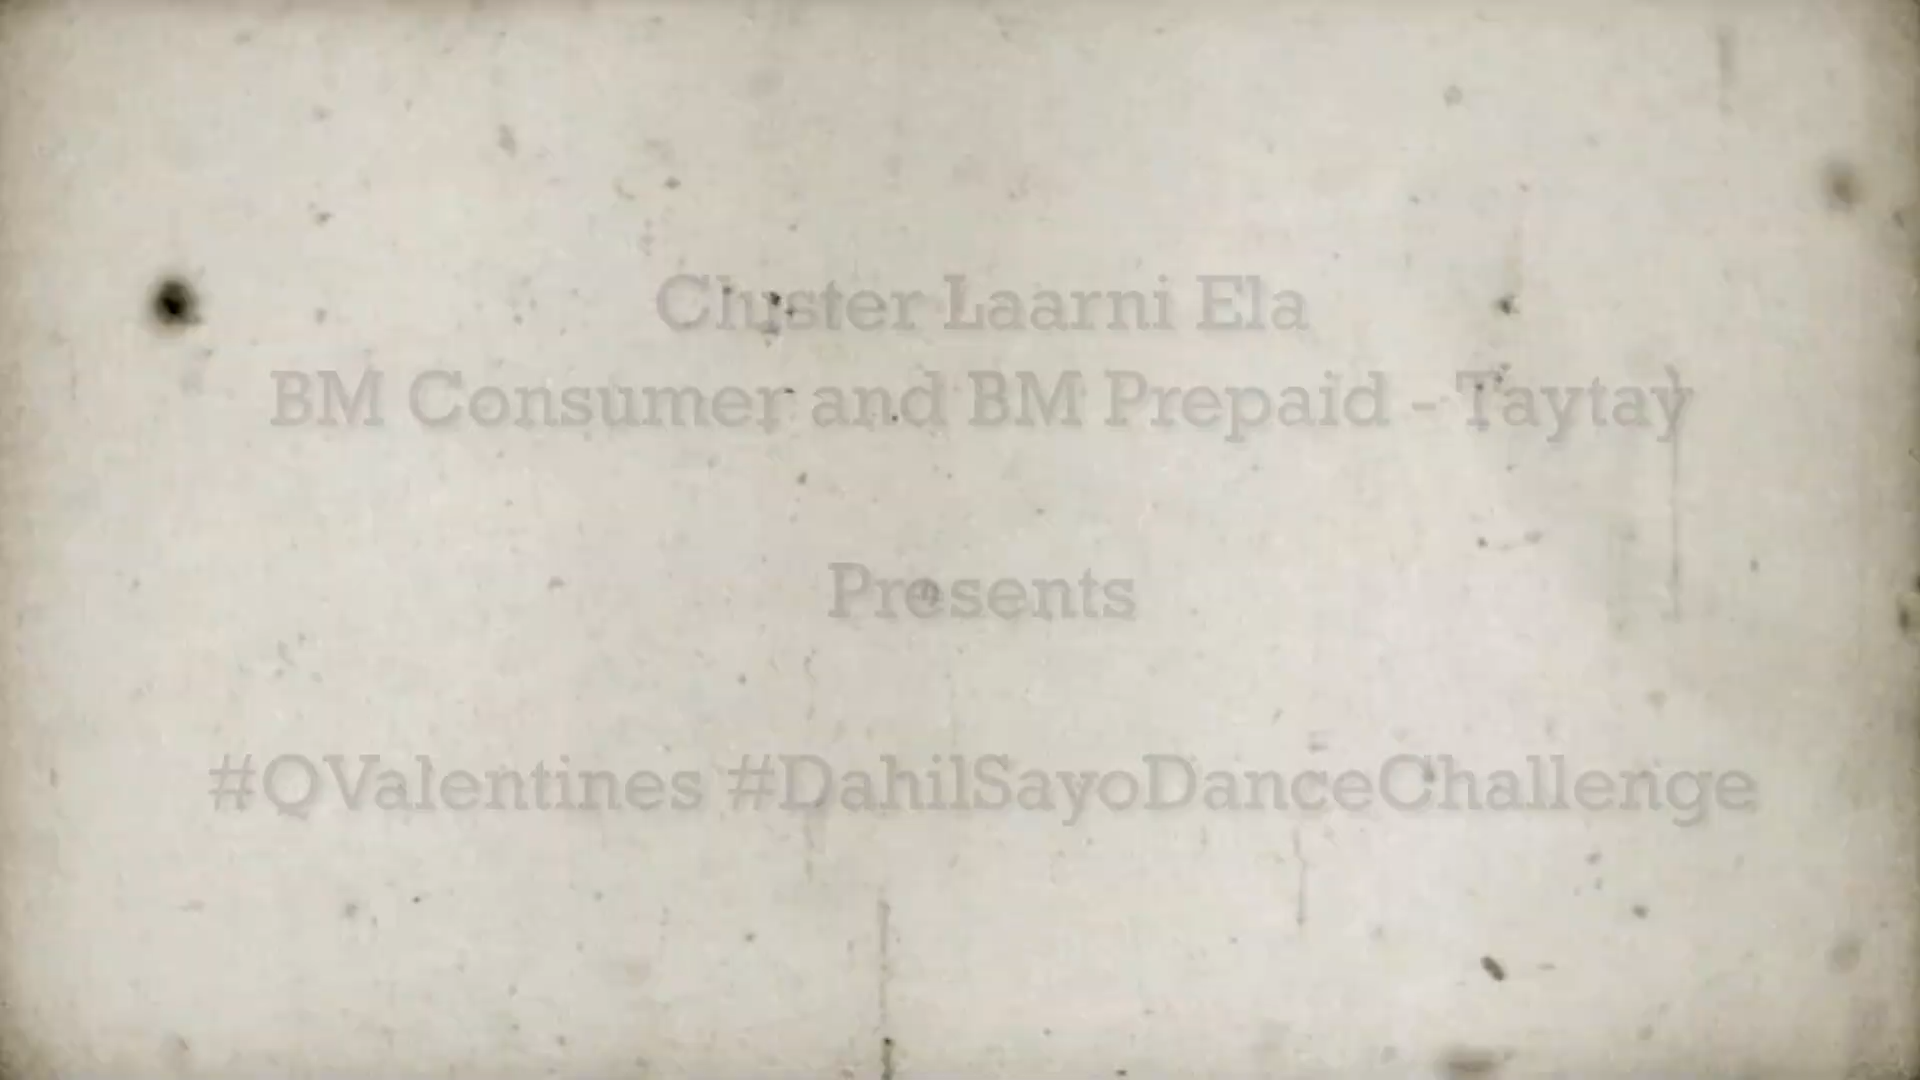 Cluster Laarni Ela
BM Consumer and BM Prepaid - Taytay
Presents
#QValentines #DahilSayoDanceChallenge